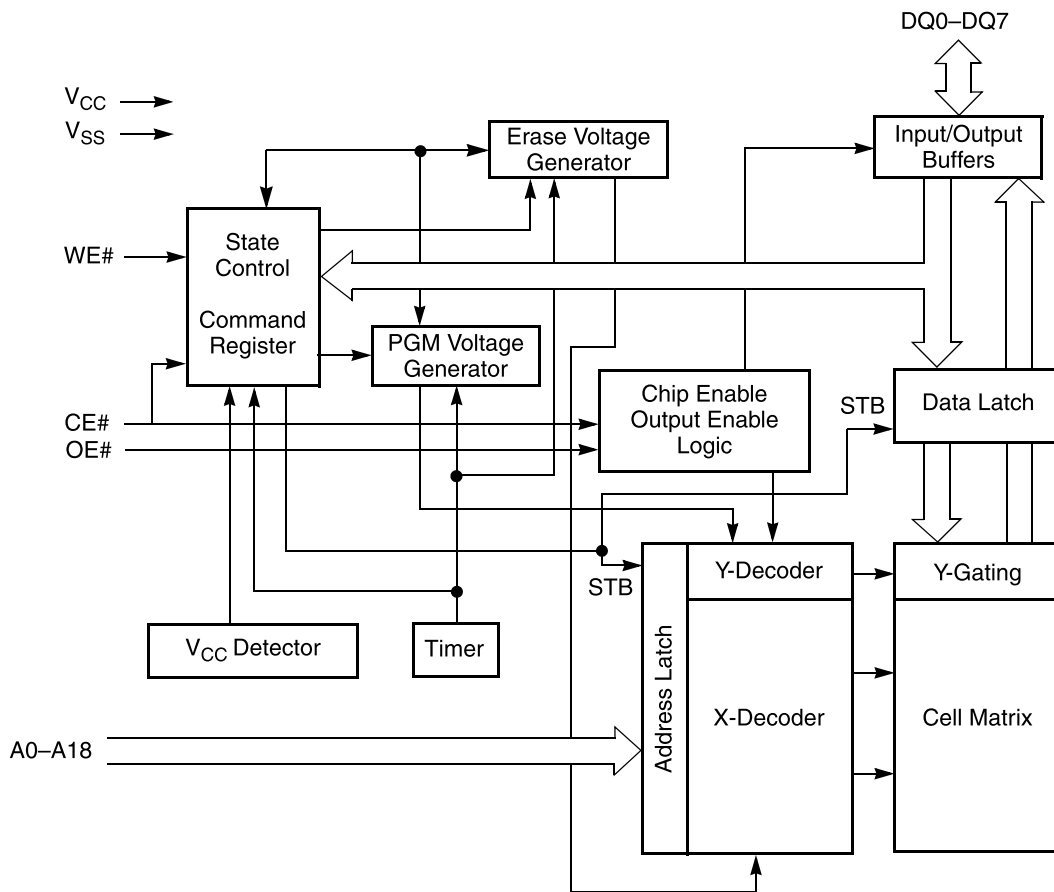 DQ0–DQ7
VCC
VSS
Erase Voltage
Generator
Input/Output
Buffers
WE#
State
Control
Command
Register
PGM Voltage
Generator
CE#
OE#
Chip Enable
Output Enable
Logic
STB
Data Latch
STB
Y-Decoder
Y-Gating
VCC Detector
Timer
Address Latch
X-Decoder
Cell Matrix
A0–A18